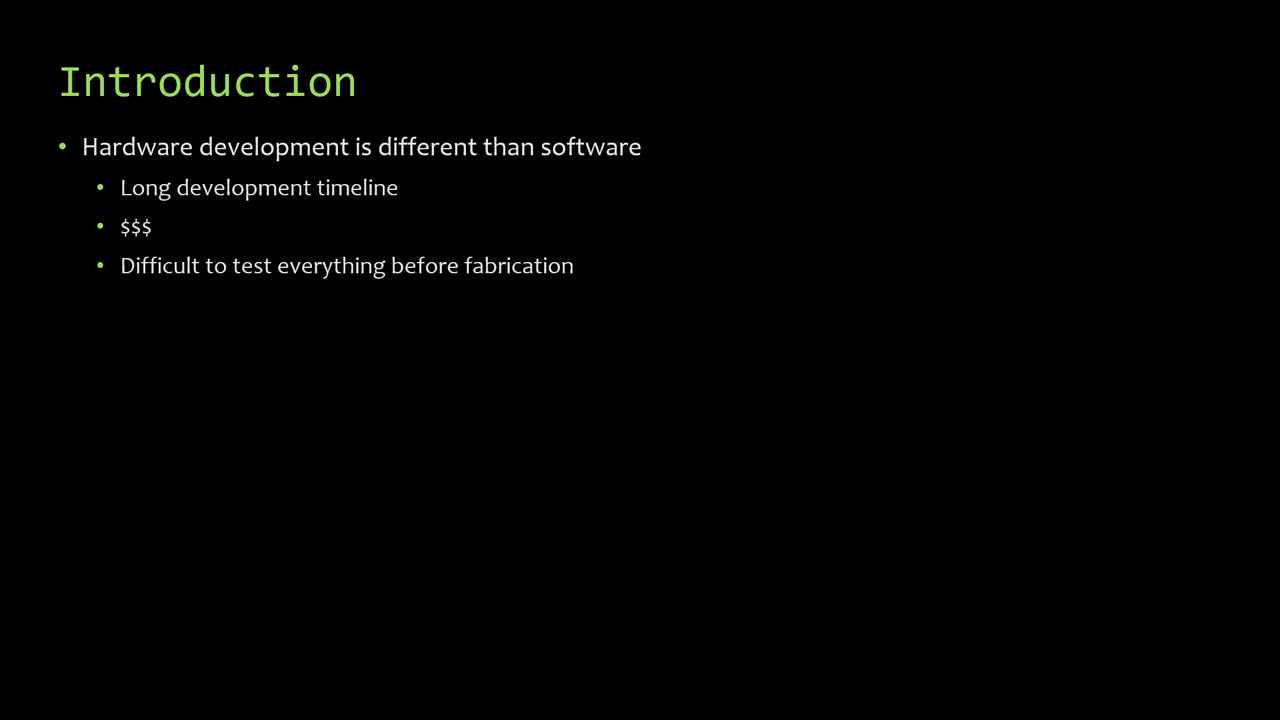 Introduction
• Hardware development is different than software
• Long development timeline
• $$$
• Difficult to test everything before fabrication